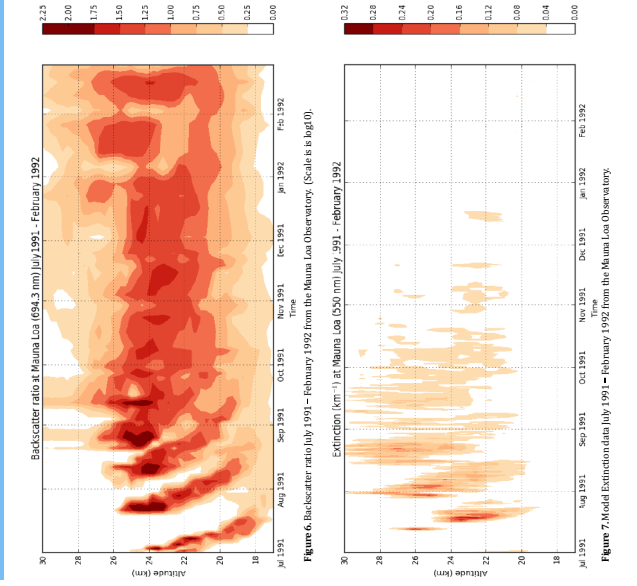 Backscatter ratio at Mauna Loa (694.3 nm) July 1991 - February 1992
2.25
2.00
1.75
1.50
1.25
1.00
0.75
0.50
0.25
0.00
30
28
26
24
22
20
18
Altitude (km)
Jul 1991
Aug 1991
Sep 1991
Oct 1991
Nov 1991
Dec 1991
Jan 1992
Feb 1992
Time
Figure 6. Backscatter ratio July 1991– February 1992 from the Mauna Loa Observatory. (Scale is is log10).
Extinction (km⁻¹) at Mauna Loa (550 nm) July 1991 - February 1992
0.32
0.28
0.24
0.20
0.16
0.12
0.08
0.04
0.00
30
28
26
24
22
20
18
Altitude (km)
Jul 1991
Aug 1991
Sep 1991
Oct 1991
Nov 1991
Dec 1991
Jan 1992
Feb 1992
Time
Figure 7. Model Extinction data July 1991– February 1992 from the Mauna Loa Observatory.